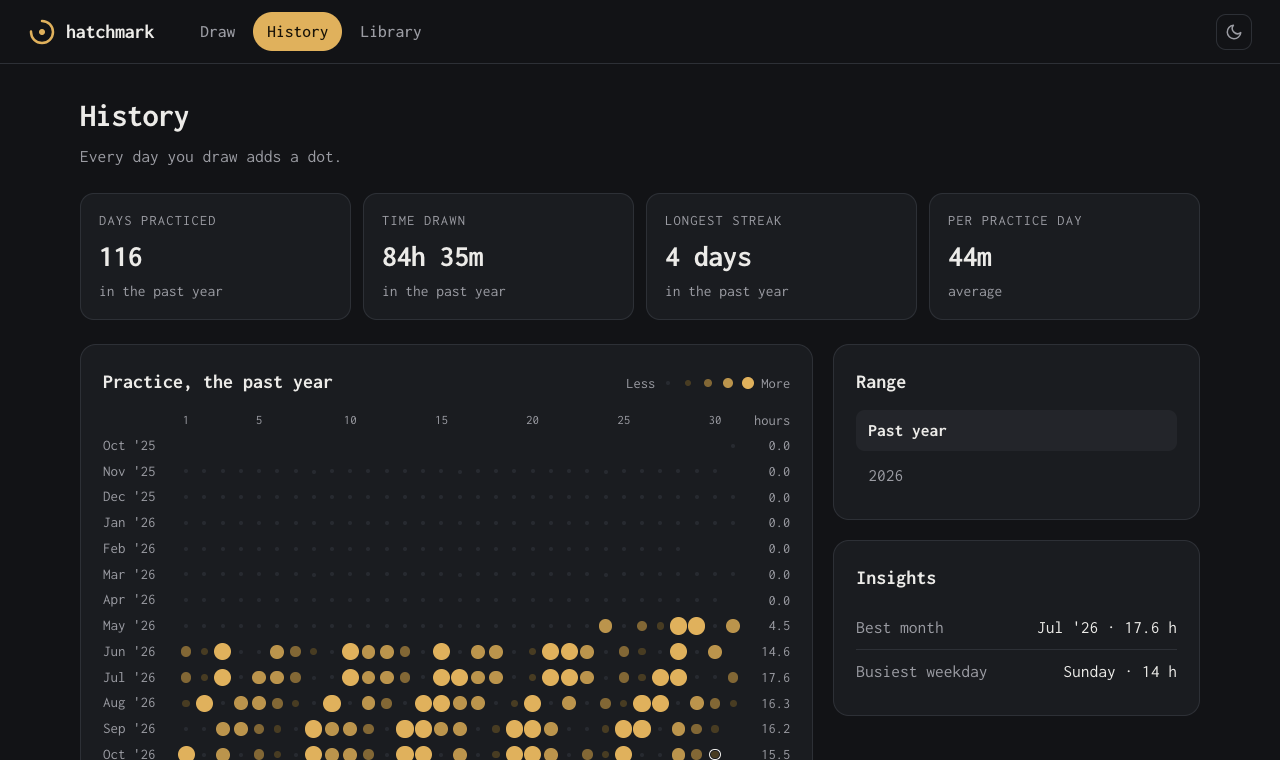 hatchmark Draw History Library
History
Every day you draw adds a dot.
DAYS PRACTICED
116
in the past year
TIME DRAWN
84h 35m
in the past year
LONGEST STREAK
4 days
in the past year
PER PRACTICE DAY
44m
average
Practice, the past year
Less More
1 5 10 15 20 25 30 hours
Oct '25 0.0
Nov '25 0.0
Dec '25 0.0
Jan '26 0.0
Feb '26 0.0
Mar '26 0.0
Apr '26 0.0
May '26 4.5
Jun '26 14.6
Jul '26 17.6
Aug '26 16.3
Sep '26 16.2
Oct '26 15.5
Range
Past year
2026
Insights
Best month Jul '26 · 17.6 h
Busiest weekday Sunday · 14 h